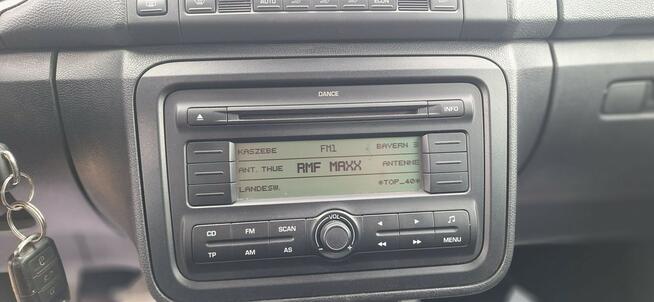 AUTO
ECON
DANCE
INFO
KASZEBE FM1 BAYERN 3
ANT. THUE RMF MAXX ANTENNE
LANDESW. *TOP_40*
VOL
CD FM SCAN
TP AM AS MENU